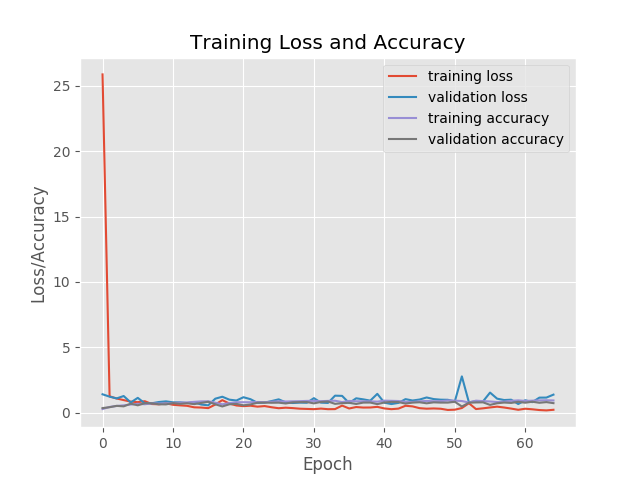 Training Loss and Accuracy
training loss
validation loss
training accuracy
validation accuracy
Loss/Accuracy
25
20
15
10
5
0
0 10 20 30 40 50 60
Epoch